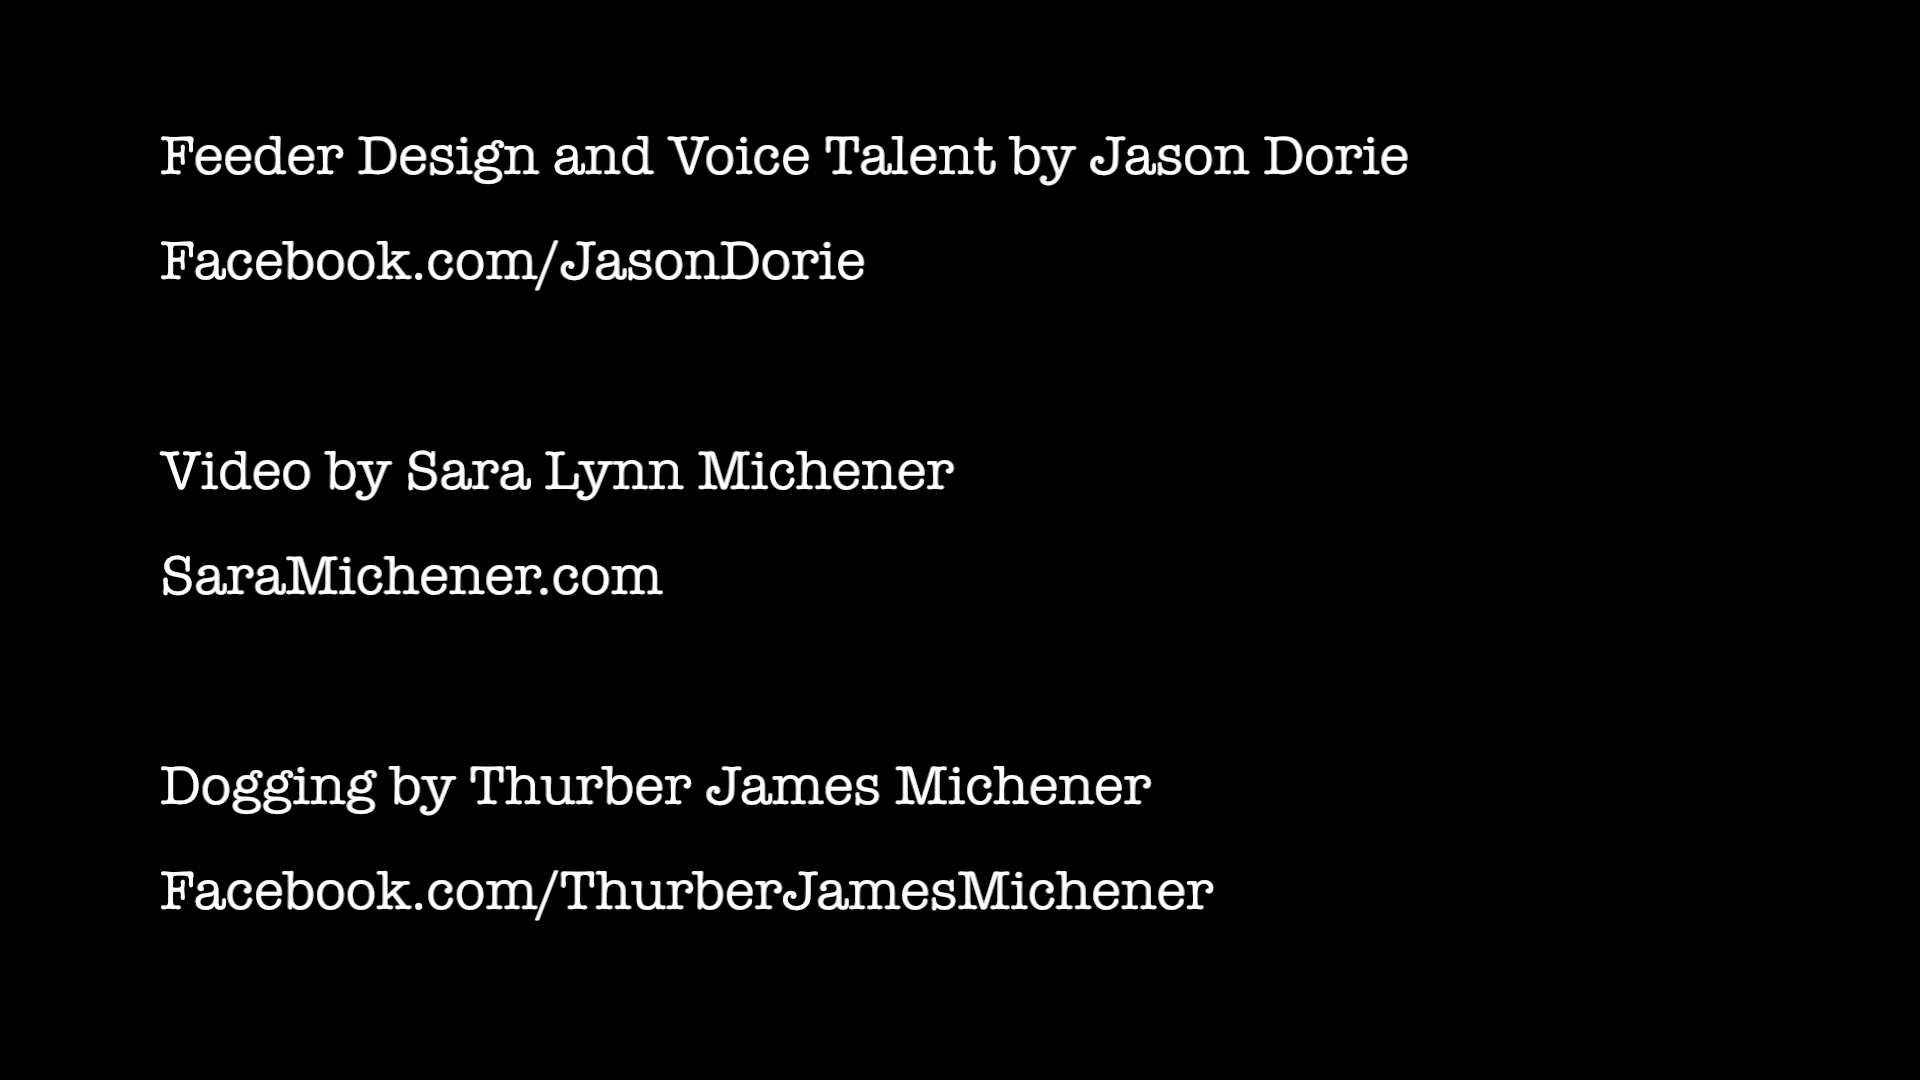 Feeder Design and Voice Talent by Jason Dorie
Facebook.com/JasonDorie
Video by Sara Lynn Michener
SaraMichener.com
Dogging by Thurber James Michener
Facebook.com/ThurberJamesMichener